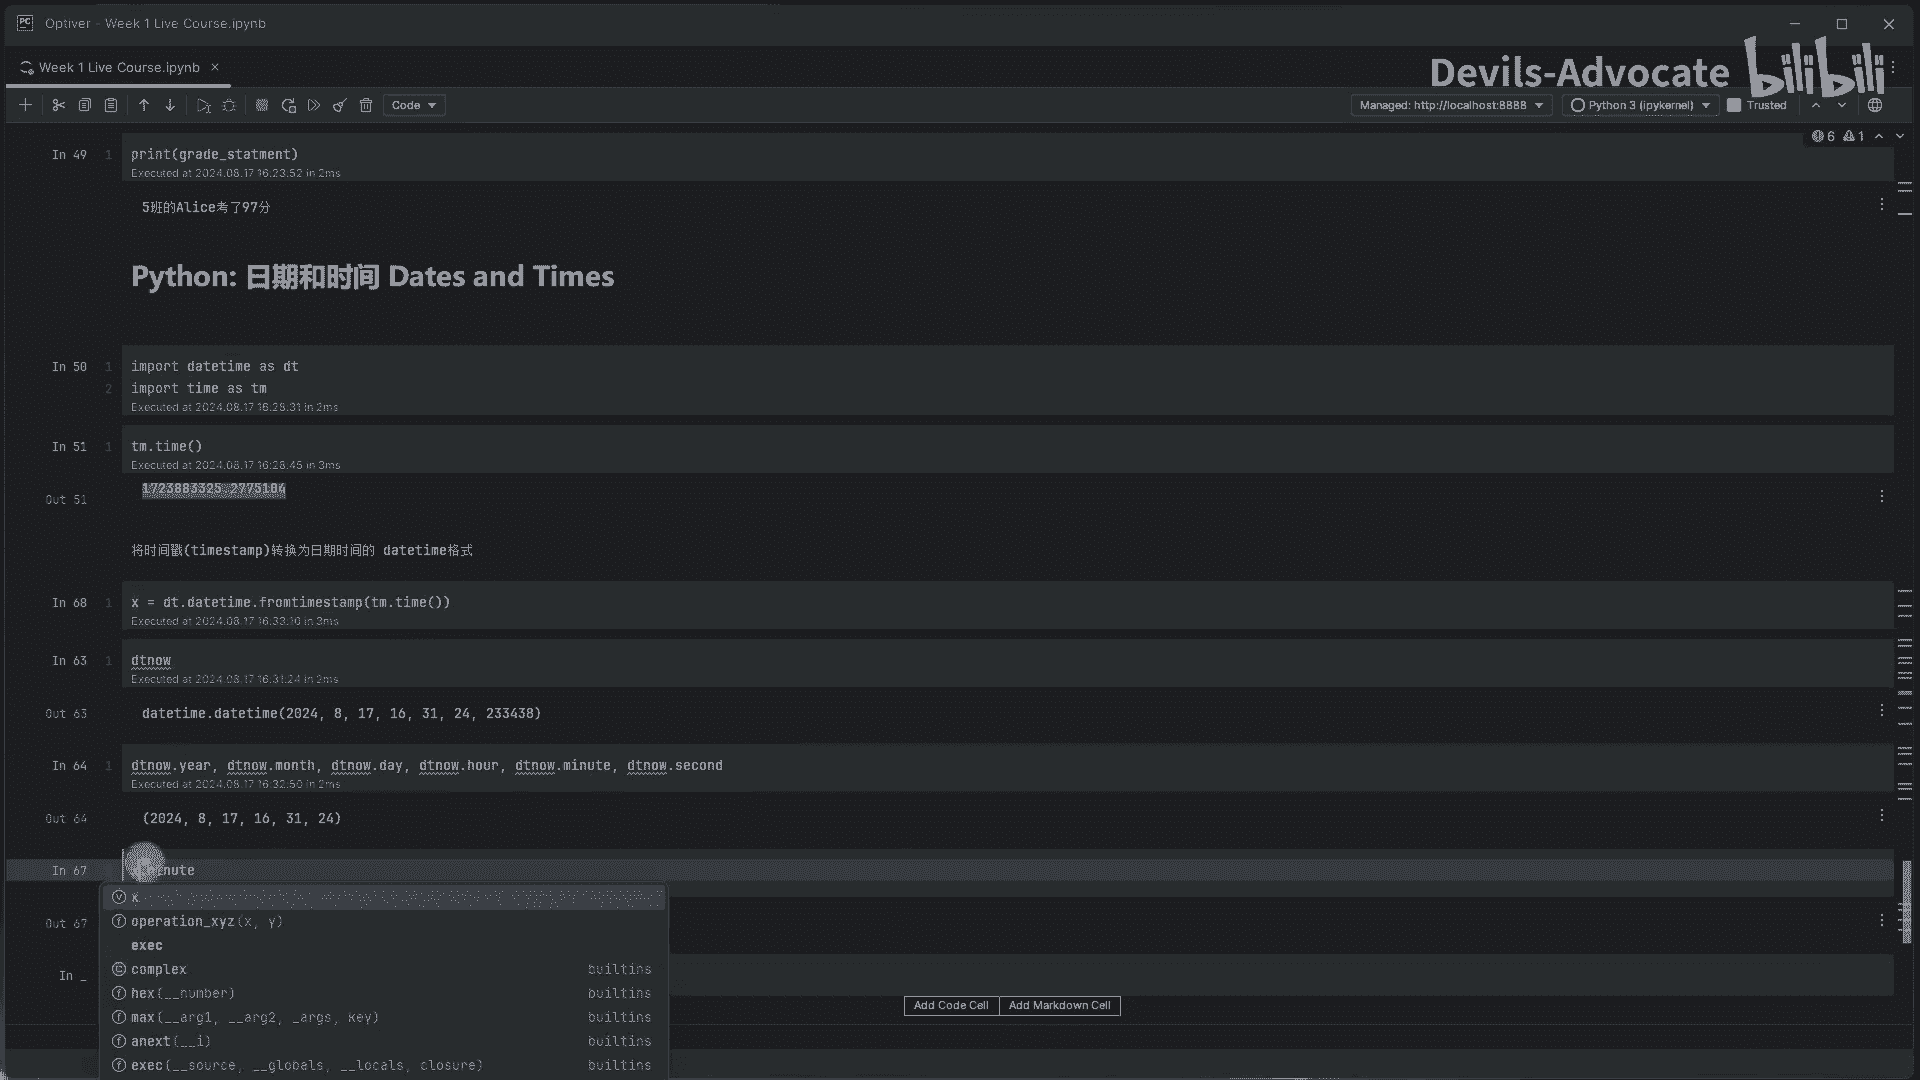 Optiver - Week 1 Live Course.ipynb
Week 1 Live Course.ipynb
Devils-Advocate bilibili
Code
Managed: http://localhost:8888
Python 3 (ipykernel)
Trusted
6 1
In 49 1 print(grade_statment)
Executed at 2024.08.17 16:23:52 in 2ms
5班的Alice考了97分
Python: 日期和时间 Dates and Times
In 50 1 import datetime as dt
2 import time as tm
Executed at 2024.08.17 16:28:31 in 2ms
In 51 1 tm.time()
Executed at 2024.08.17 16:28:45 in 3ms
Out 51 1723883325.2775104
将时间戳(timestamp)转换为日期时间的 datetime格式
In 68 1 x = dt.datetime.fromtimestamp(tm.time())
Executed at 2024.08.17 16:33:10 in 3ms
In 63 1 dtnow
Executed at 2024.08.17 16:31:24 in 2ms
Out 63 datetime.datetime(2024, 8, 17, 16, 31, 24, 233438)
In 64 1 dtnow.year, dtnow.month, dtnow.day, dtnow.hour, dtnow.minute, dtnow.second
Executed at 2024.08.17 16:32:50 in 2ms
Out 64 (2024, 8, 17, 16, 31, 24)
In 67
x
operation_xyz(x, y)
Out 67
exec
complex builtins
In _
hex(__number) builtins
Add Code Cell Add Markdown Cell
max(__arg1, __arg2, _args, key) builtins
anext(__i) builtins
exec(__source, __globals, __locals, closure) builtins